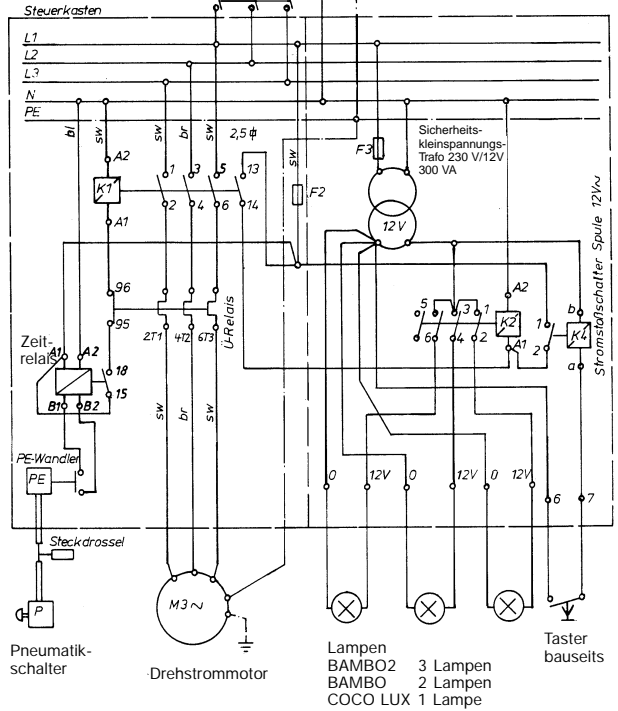 Steuerkasten
L1
L2
L3
N
PE
bl
sw
sw
br
sw
2,5 ϕ
sw
F3
Sicherheits-
kleinspannungs-
Trafo 230 V/12V
300 VA
A2
K1
A1
1
3
5
13
2
4
6
14
F2
12V
Stromstoßschalter Spule 12V~
96
95
Ü-Relais
2T1
4T2
6T3
5
3
1
6
4
2
A2
K2
A1
1
2
b
K4
a
Zeit-
relais
A1
A2
18
15
B1
B2
sw
br
sw
PE-Wandler
PE
0
12V
0
12V
0
12V
6
7
Steckdrossel
P
M3~
Pneumatik-
schalter
Drehstrommotor
Lampen
BAMBO2 3 Lampen
BAMBO 2 Lampen
COCO LUX 1 Lampe
Taster
bauseits